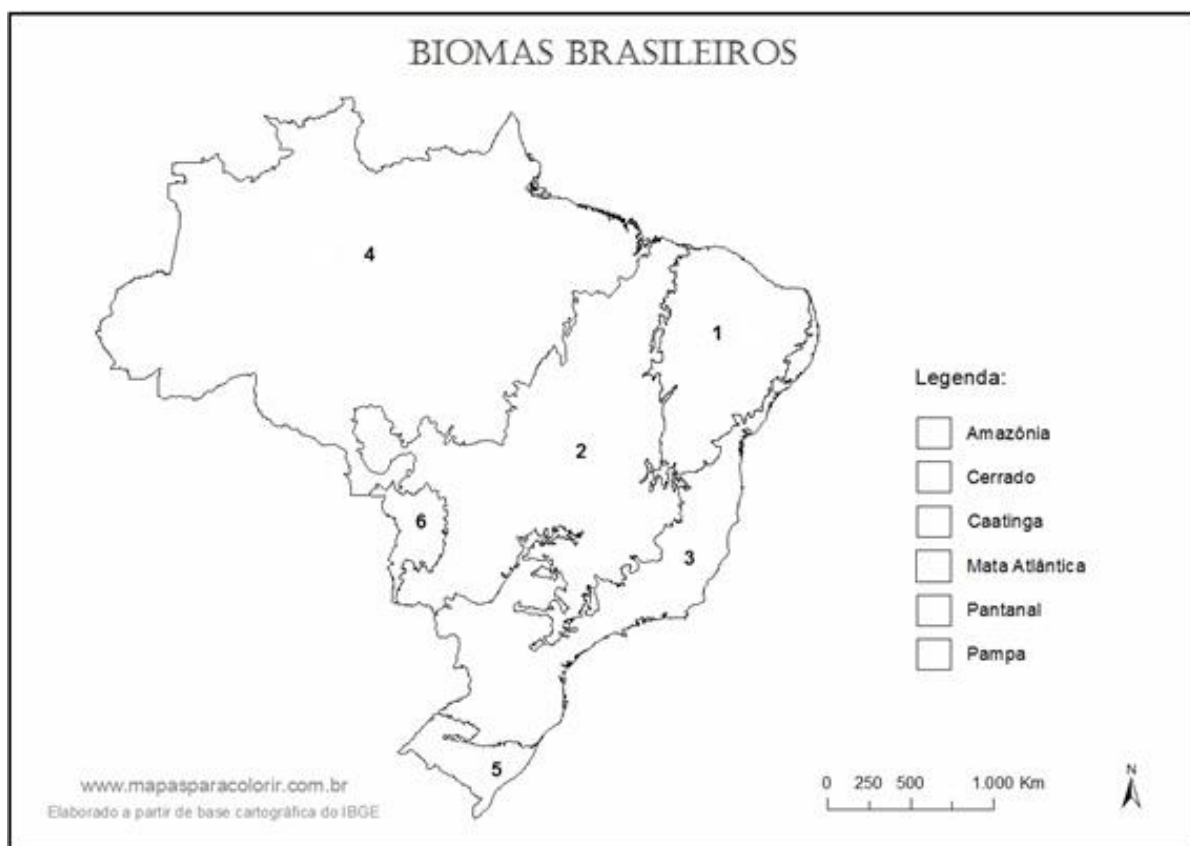 BIOMAS BRASILEIROS
4
1
2
6
3
5
Legenda:
Amazônia
Cerrado
Caatinga
Mata Atlântica
Pantanal
Pampa
www.mapasparacolorir.com.br
Elaborado a partir de base cartográfica do IBGE
0 250 500 1.000 Km
N